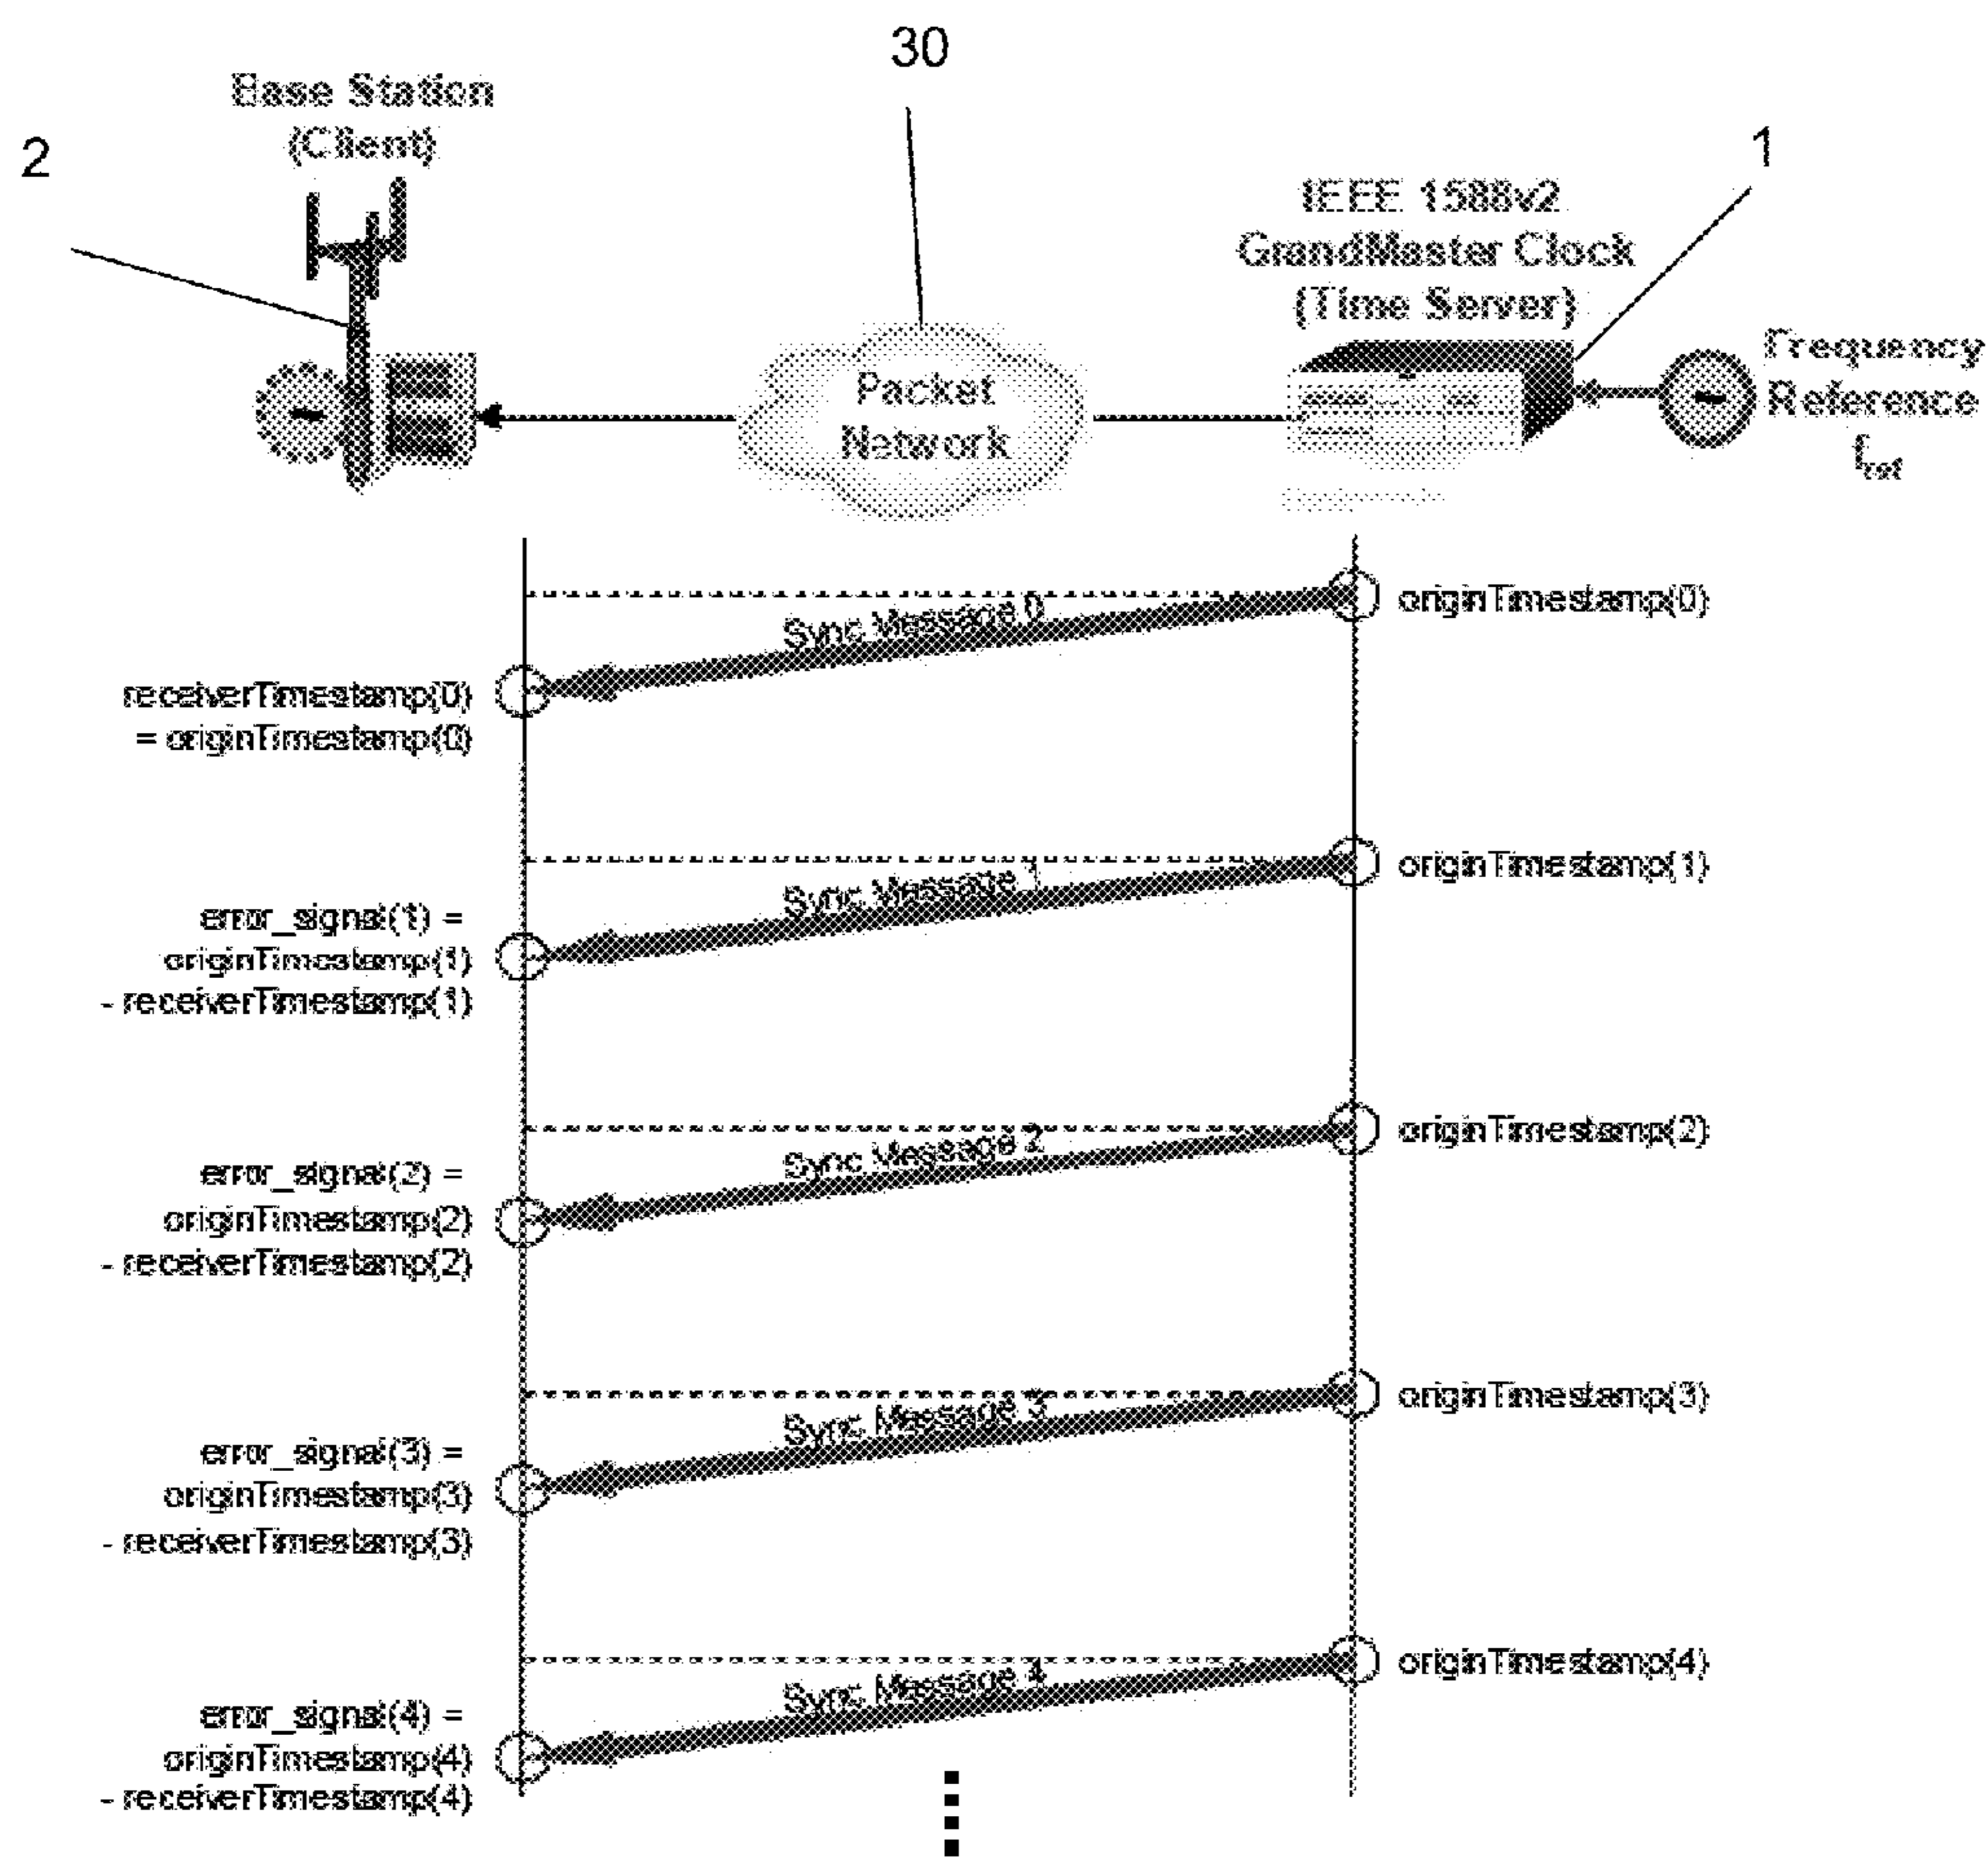 30
Base Station
(Client)
2
1
IEEE 1588v2
GrandMaster Clock
(Time Server)
Frequency
Reference
fref
Packet
Network
Sync Message 0
originTimestamp(0)
receiverTimestamp(0)
= originTimestamp(0)
Sync Message 1
originTimestamp(1)
error_signal(1) =
originTimestamp(1)
- receiverTimestamp(1)
Sync Message 2
originTimestamp(2)
error_signal(2) =
originTimestamp(2)
- receiverTimestamp(2)
Sync Message 3
originTimestamp(3)
error_signal(3) =
originTimestamp(3)
- receiverTimestamp(3)
Sync Message 4
originTimestamp(4)
error_signal(4) =
originTimestamp(4)
- receiverTimestamp(4)